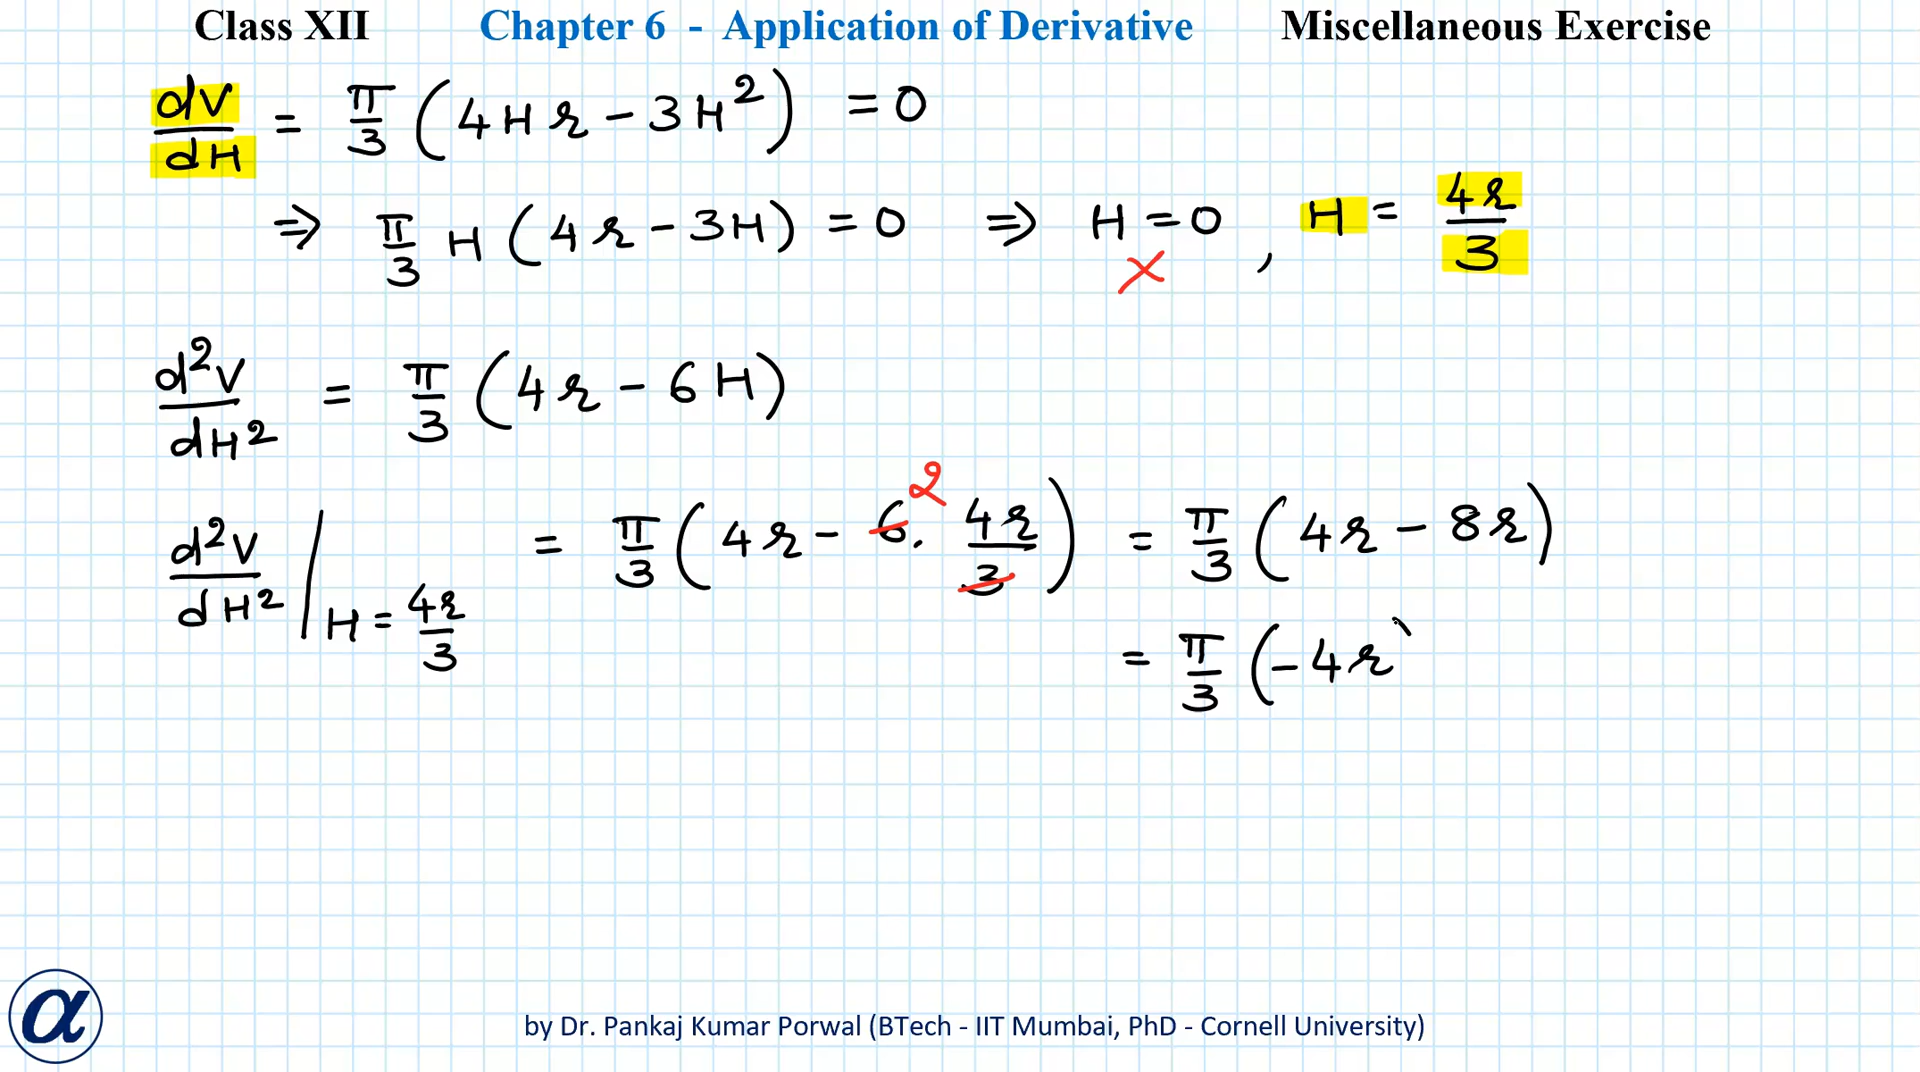 Class XII Chapter 6 - Application of Derivative Miscellaneous Exercise
dV/dH = π/3 (4Hr - 3H²) = 0
⇒ π/3 H (4r - 3H) = 0 ⇒ H = 0 , H = 4r/3
×
d²V/dH² = π/3 (4r - 6H)
d²V/dH² | H = 4r/3 = π/3 (4r - 6 2 . 4r/3) = π/3 (4r - 8r)
= π/3 (-4r)
α
by Dr. Pankaj Kumar Porwal (BTech - IIT Mumbai, PhD - Cornell University)